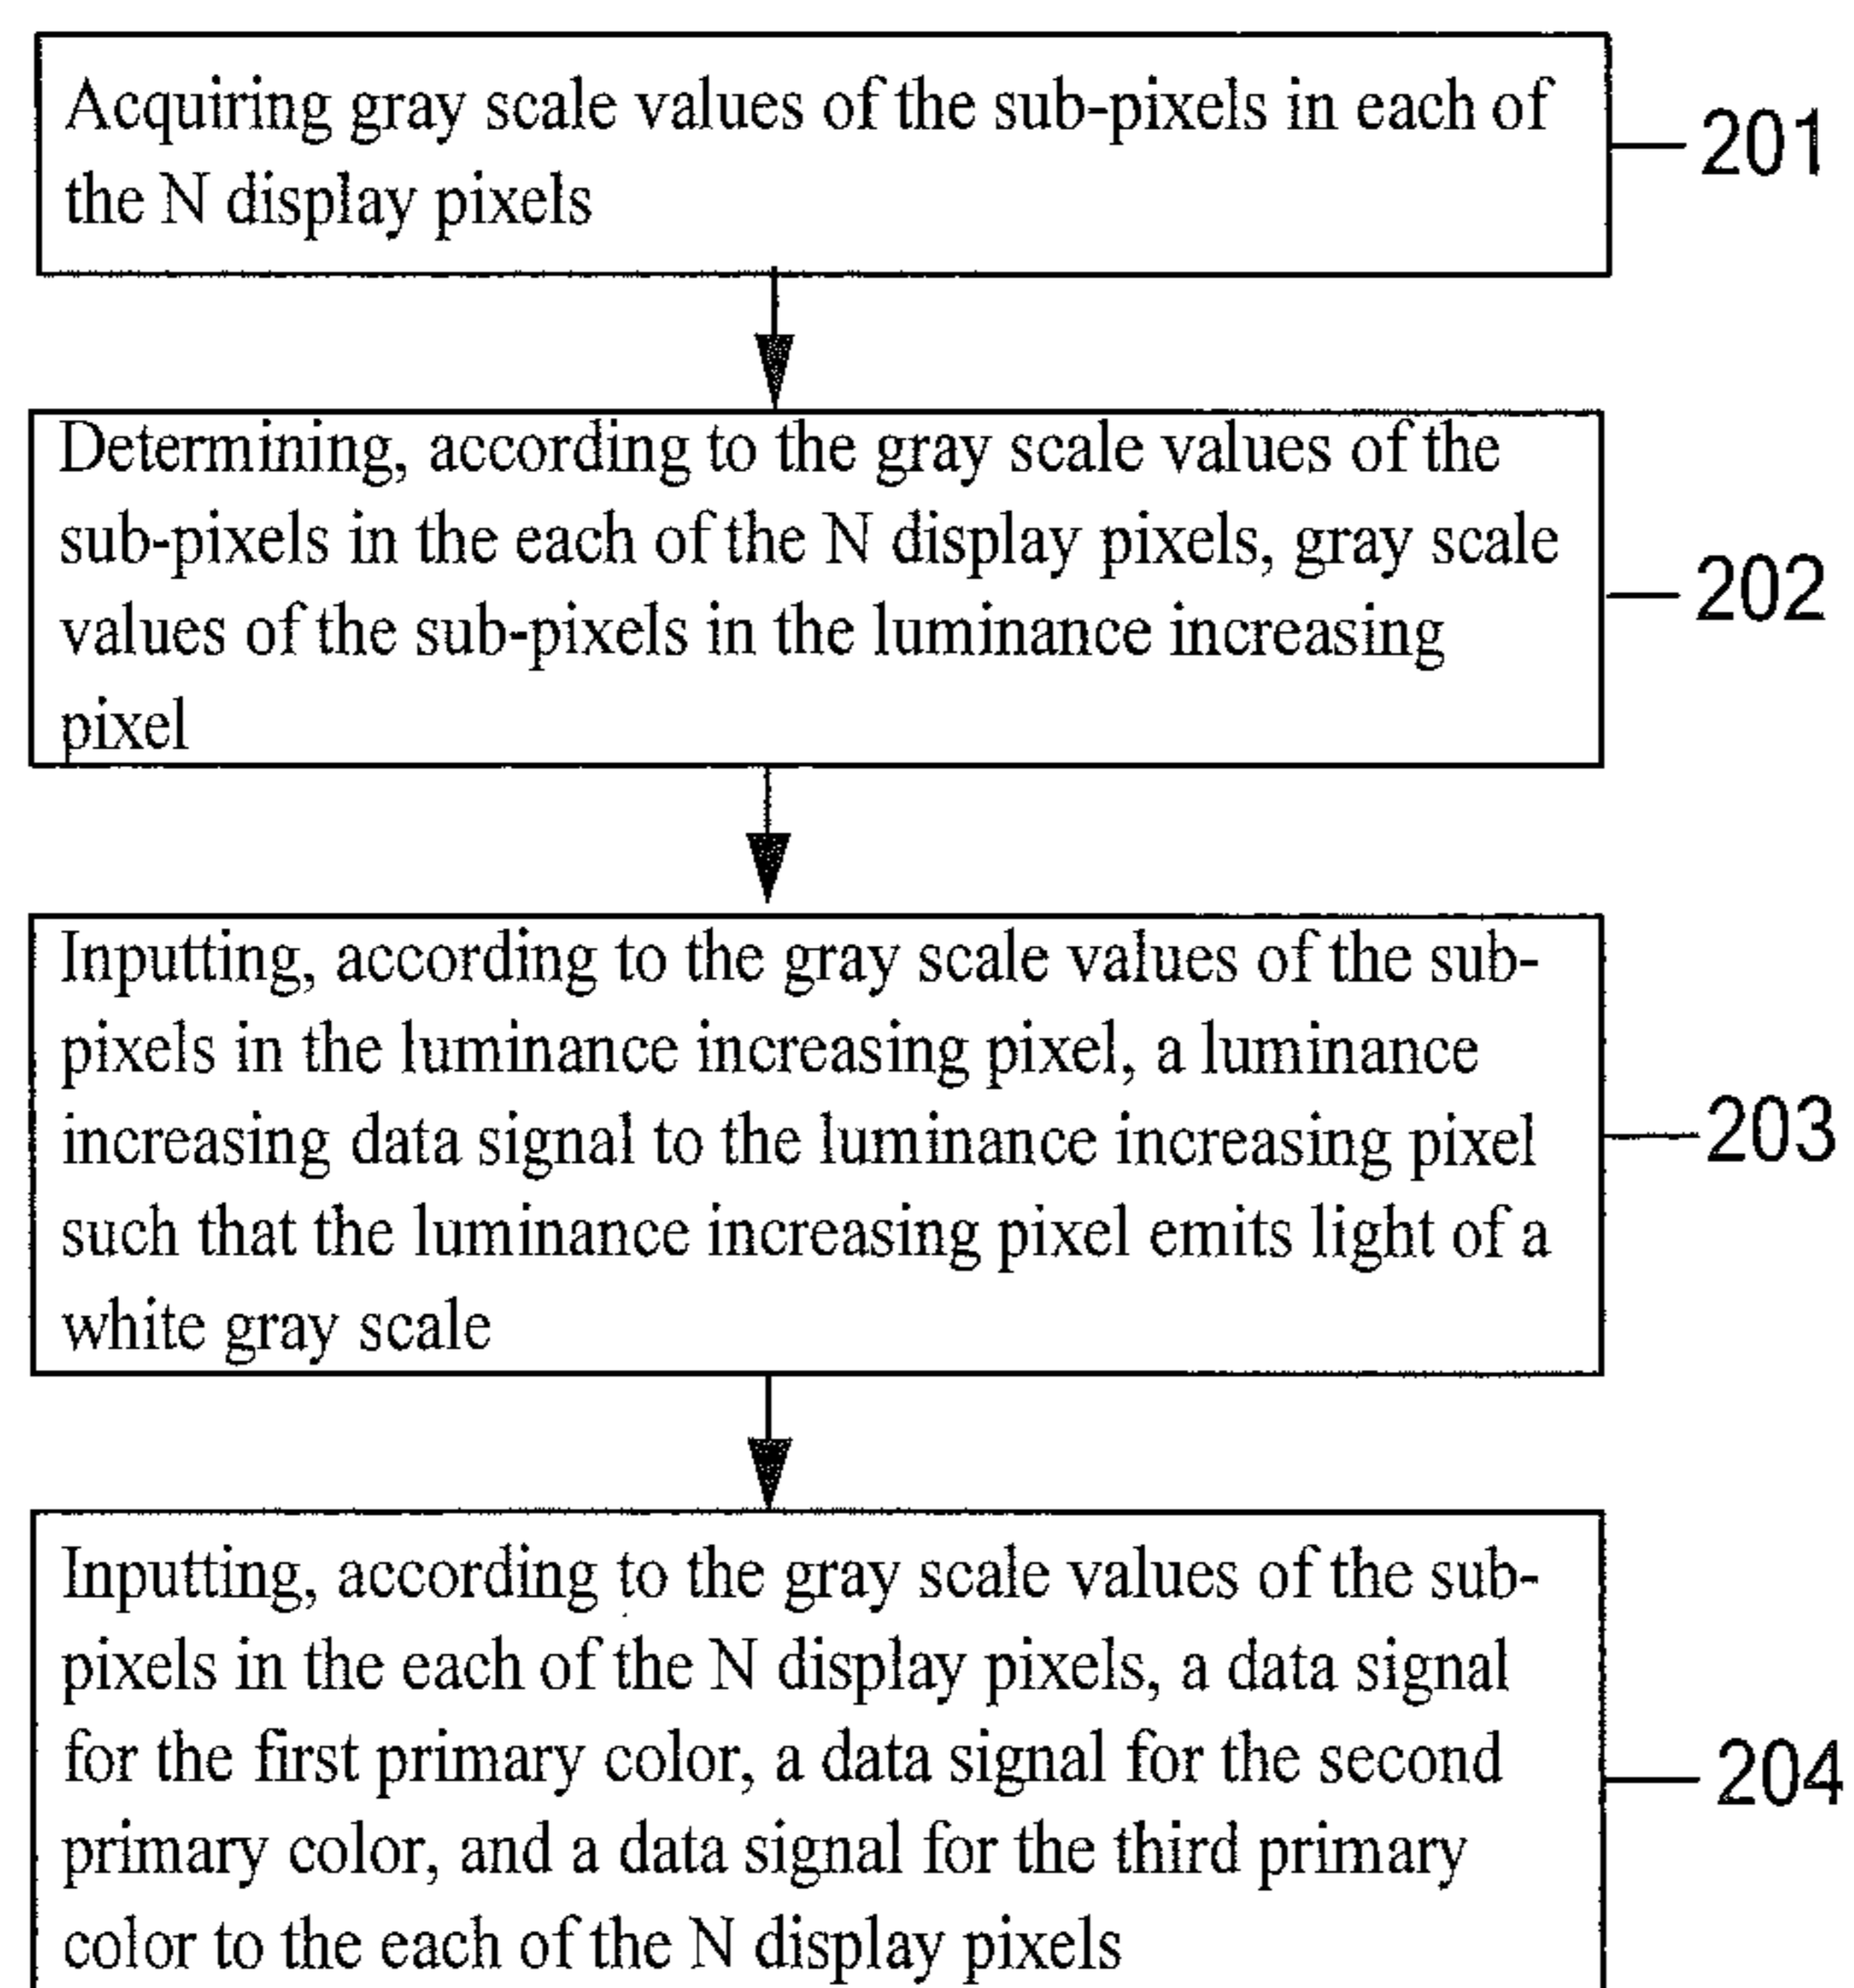 Acquiring gray scale values of the sub-pixels in each of
the N display pixels
201
Determining, according to the gray scale values of the
sub-pixels in the each of the N display pixels, gray scale
values of the sub-pixels in the luminance increasing
pixel
202
Inputting, according to the gray scale values of the sub-
pixels in the luminance increasing pixel, a luminance
increasing data signal to the luminance increasing pixel
such that the luminance increasing pixel emits light of a
white gray scale
203
Inputting, according to the gray scale values of the sub-
pixels in the each of the N display pixels, a data signal
for the first primary color, a data signal for the second
primary color, and a data signal for the third primary
color to the each of the N display pixels
204